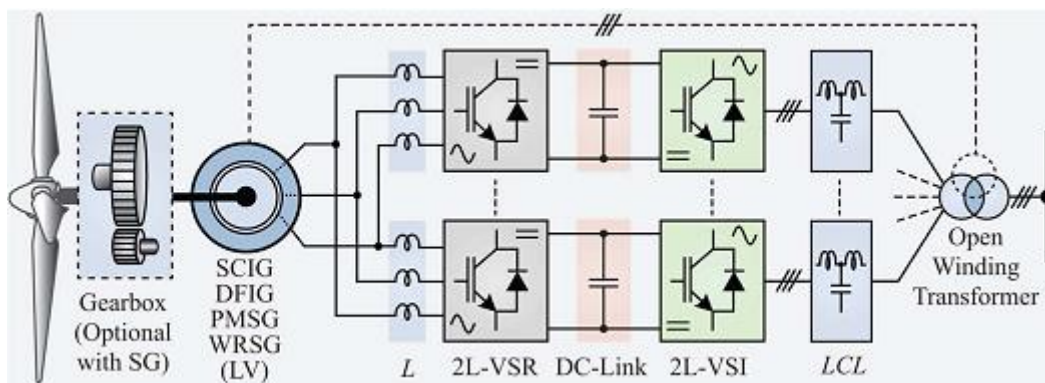 Gearbox
(Optional
with SG)
SCIG
DFIG
PMSG
WRSG
(LV)
L
2L-VSR
DC-Link
2L-VSI
LCL
Open
Winding
Transformer